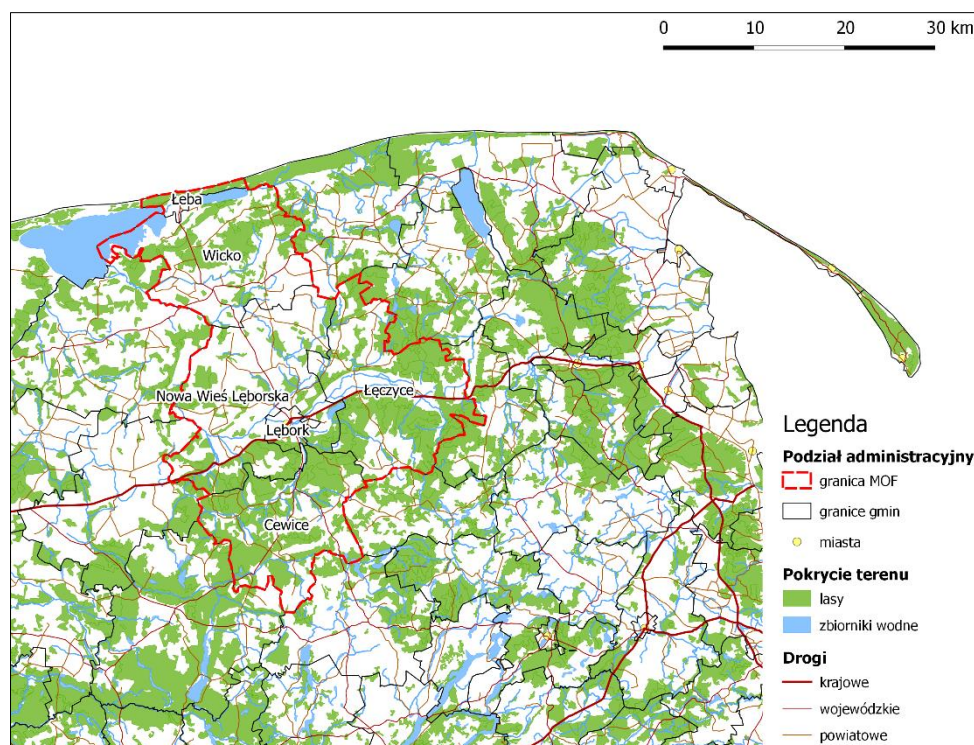 0 10 20 30 km
Łeba
Wicko
Nowa Wieś Lęborska
Łęczyce
Lębork
Cewice
Legenda
Podział administracyjny
granica MOF
granice gmin
miasta
Pokrycie terenu
lasy
zbiorniki wodne
Drogi
krajowe
wojewódzkie
powiatowe